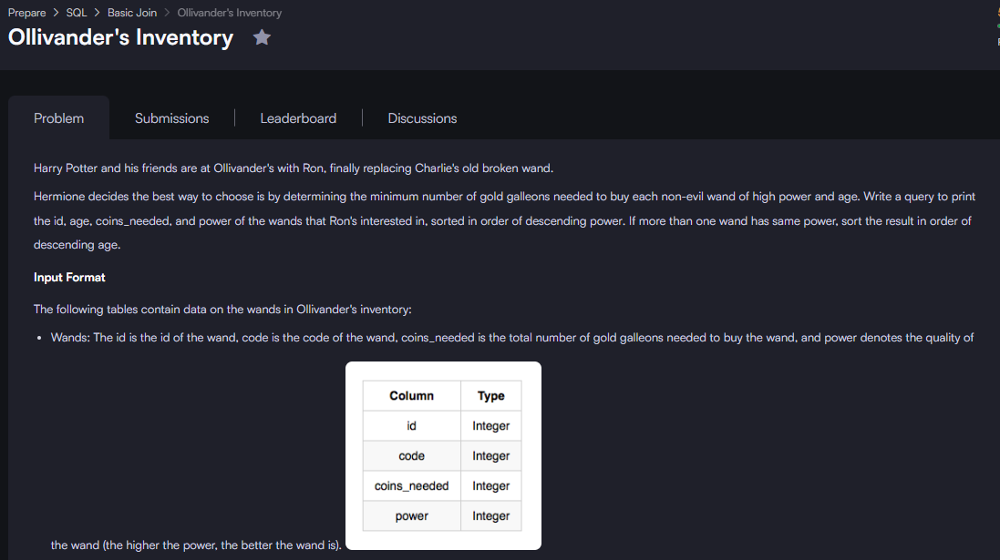 Prepare > SQL > Basic Join > Ollivander's Inventory
Ollivander's Inventory
Problem Submissions Leaderboard Discussions
Harry Potter and his friends are at Ollivander's with Ron, finally replacing Charlie's old broken wand.
Hermione decides the best way to choose is by determining the minimum number of gold galleons needed to buy each non-evil wand of high power and age. Write a query to print
the id, age, coins_needed, and power of the wands that Ron's interested in, sorted in order of descending power. If more than one wand has same power, sort the result in order of
descending age.
Input Format
The following tables contain data on the wands in Ollivander's inventory:
• Wands: The id is the id of the wand, code is the code of the wand, coins_needed is the total number of gold galleons needed to buy the wand, and power denotes the quality of
Column Type
id Integer
code Integer
coins_needed Integer
power Integer
the wand (the higher the power, the better the wand is).